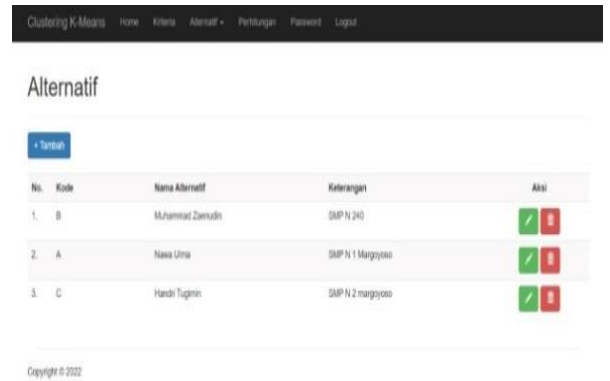 Clustering K-Means Home Kriteria Alternatif Perhitungan Password Logout
Alternatif
+ Tambah
No. Kode Nama Alternatif Keterangan Aksi
1. B Muhammad Zaenudin SMP N 240
2. A Nawa Uma SMP N 1 Margoyoso
3. C Handri Tugimin SMP N 2 margoyoso
Copyright © 2022